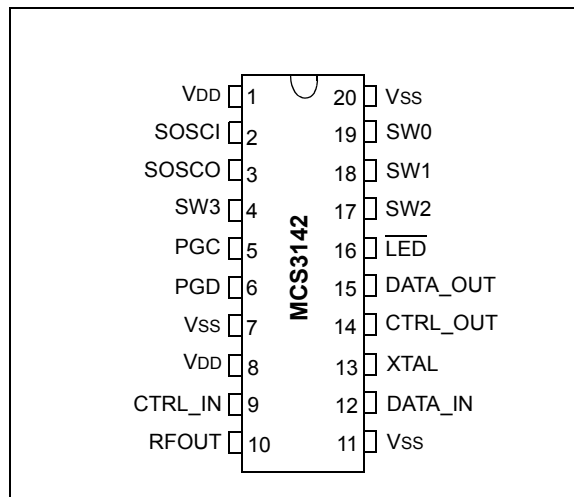 VDD 1 20 VSS
SOSCI 2 19 SW0
SOSCO 3 18 SW1
SW3 4 17 SW2
PGC 5 16 LED
PGD 6 15 DATA_OUT
VSS 7 14 CTRL_OUT
VDD 8 13 XTAL
CTRL_IN 9 12 DATA_IN
RFOUT 10 11 VSS
MCS3142